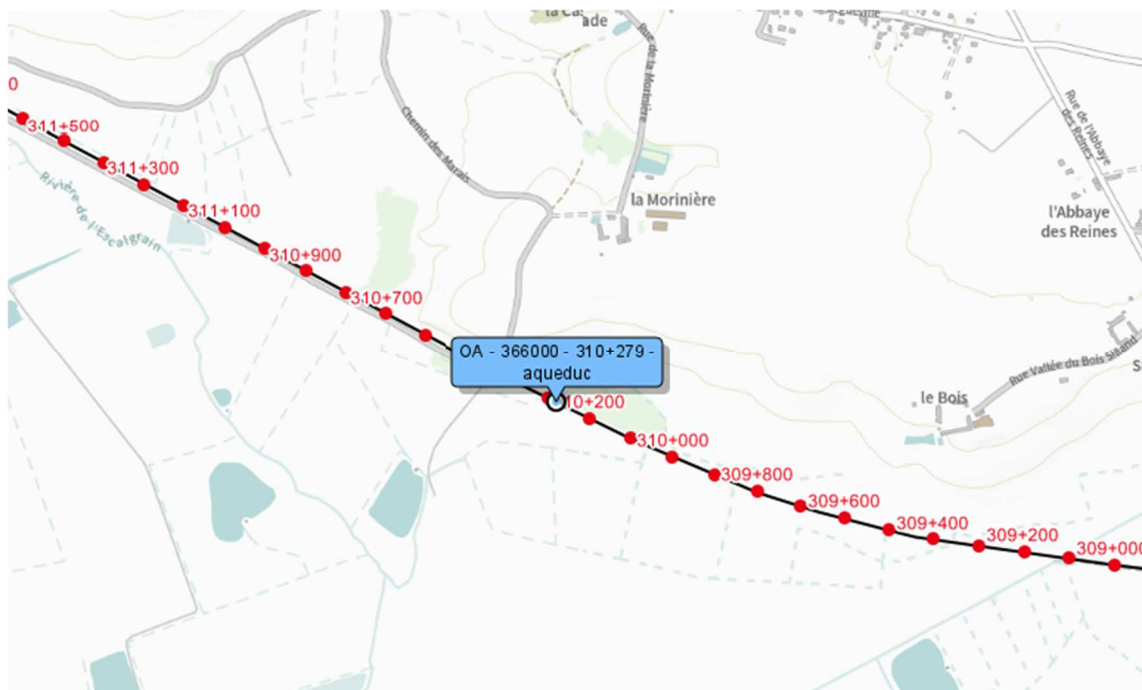 ade
Rue de la Morinière
Rue de l'Abbaye
des Reines
0
311+500
Chemin des Marais
311+300
Rivière de l'Escalgrain
311+100
la Morinière
l'Abbaye
des Reines
310+900
310+700
OA - 366000 - 310+279 -
aqueduc
Rue Vallée du Bois
le Bois
10+200
310+000
309+800
309+600
309+400
309+200
309+000